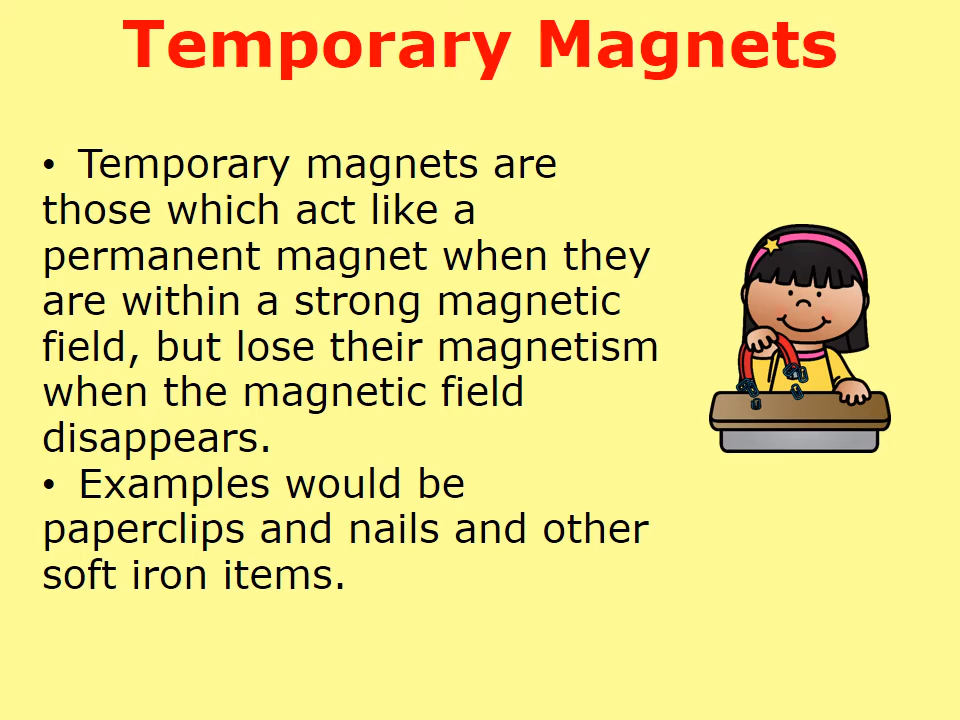 Temporary Magnets
• Temporary magnets are
those which act like a
permanent magnet when they
are within a strong magnetic
field, but lose their magnetism
when the magnetic field
disappears.
• Examples would be
paperclips and nails and other
soft iron items.